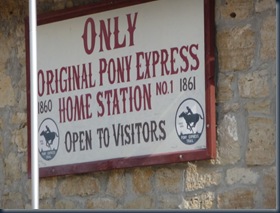 ONLY
ORIGINAL PONY EXPRESS
1860 HOME STATION NO.1 1861
OPEN TO VISITORS